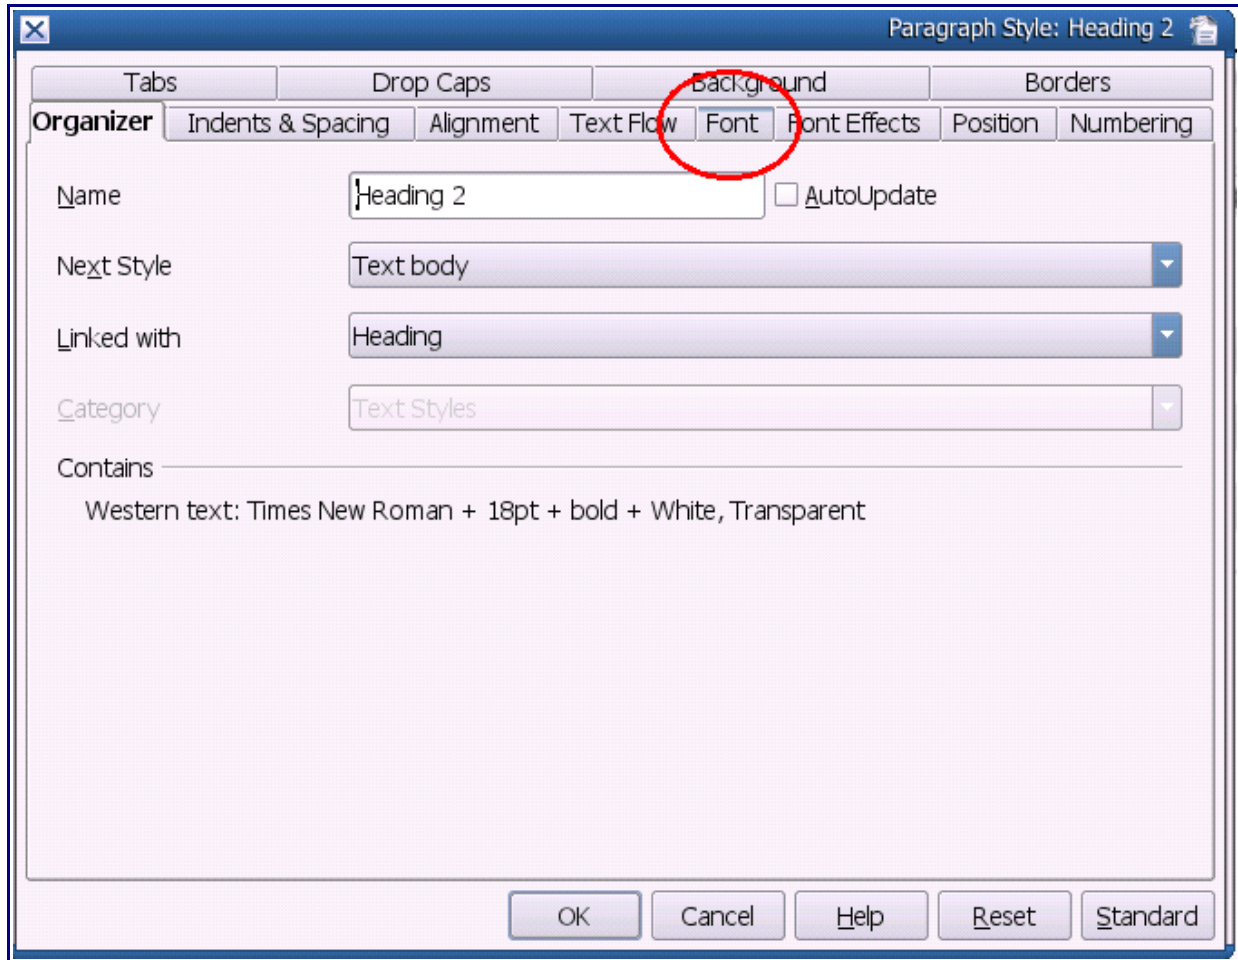 Paragraph Style: Heading 2
Tabs Drop Caps Background Borders
Organizer Indents & Spacing Alignment Text Flow Font Font Effects Position Numbering
Name Heading 2 AutoUpdate
Next Style Text body
Linked with Heading
Category Text Styles
Contains
Western text: Times New Roman + 18pt + bold + White, Transparent
OK Cancel Help Reset Standard